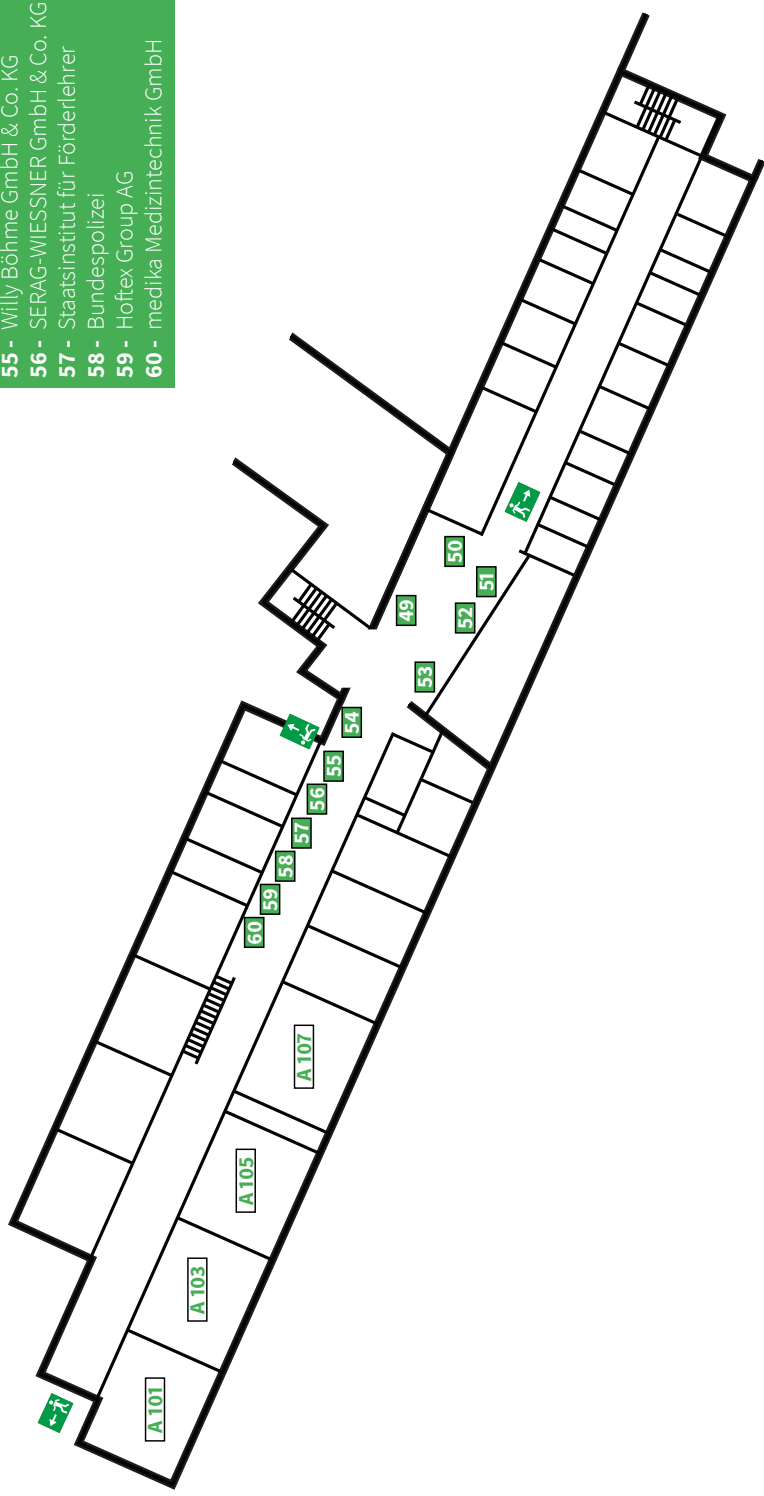 55 - Willy Böhme GmbH & Co. KG
56 - SERAG-WIESSNER GmbH & Co. KG
57 - Staatsinstitut für Förderlehrer
58 - Bundespolizei
59 - Hoftex Group AG
60 - medika Medizintechnik GmbH
49
50
51
52
53
54
55
56
57
58
59
60
A 107
A 105
A 103
A 101